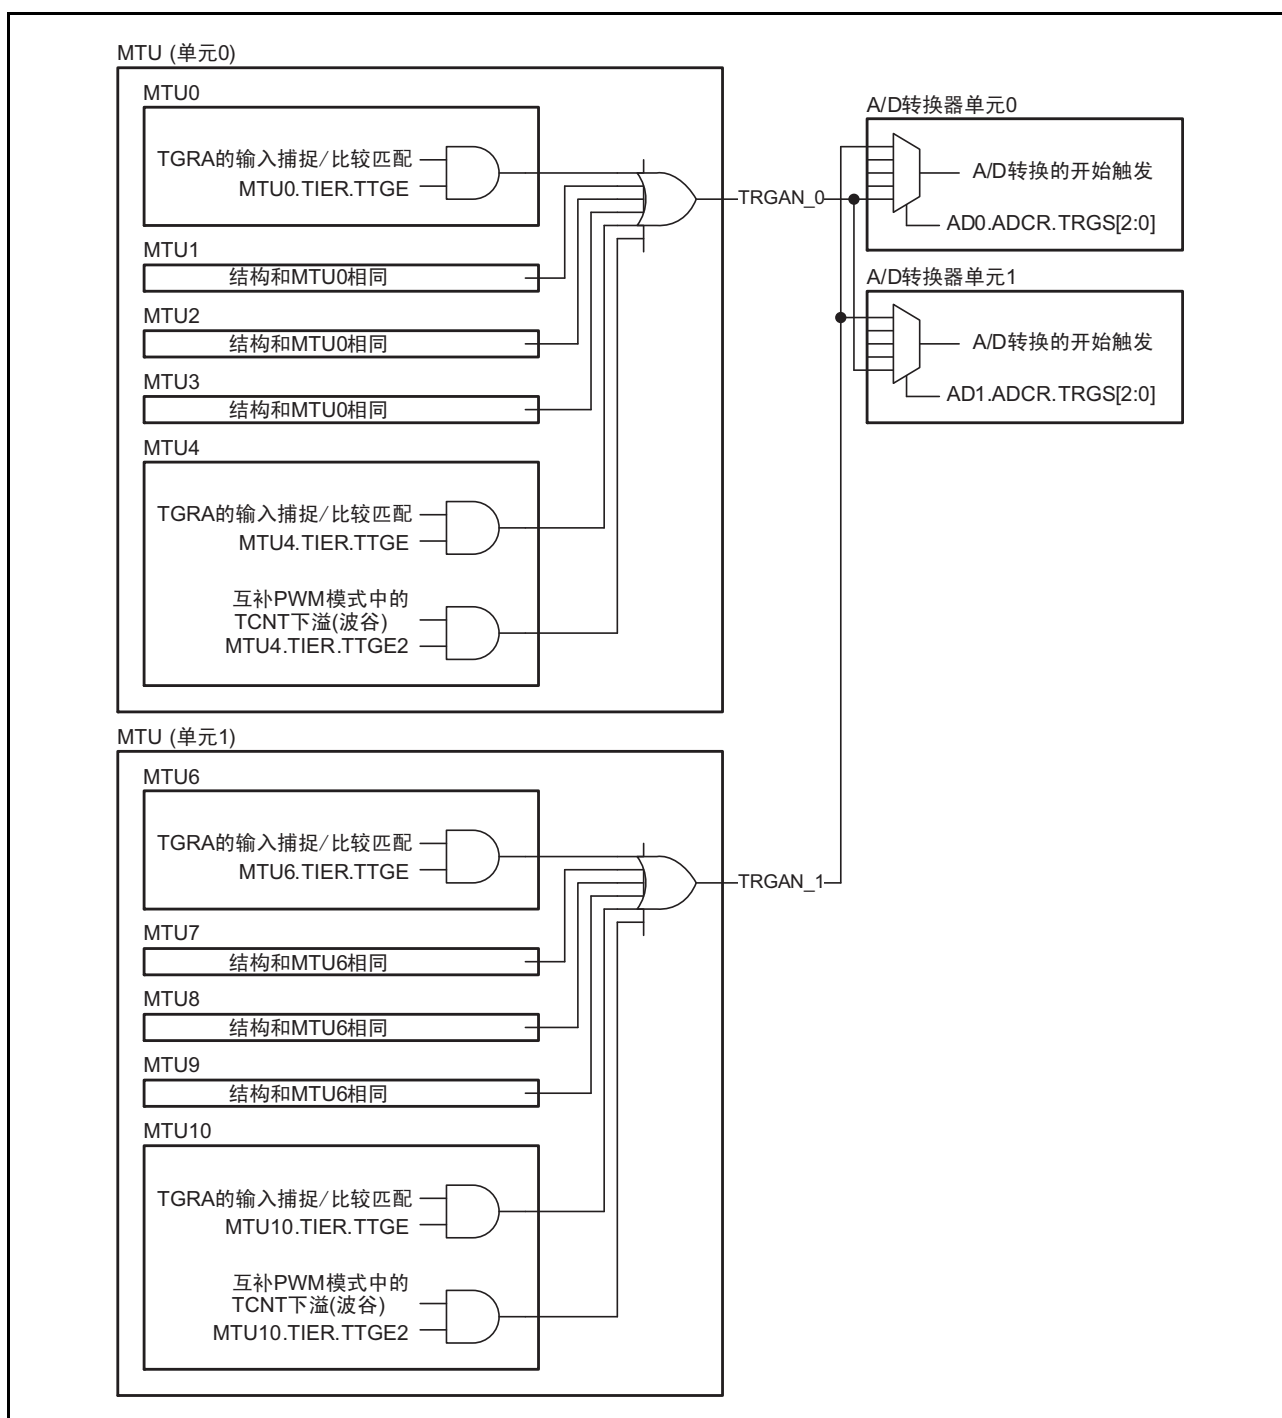 MTU (单元0)
MTU0
TGRA的输入捕捉/比较匹配
MTU0.TIER.TTGE
MTU1
结构和MTU0相同
MTU2
结构和MTU0相同
MTU3
结构和MTU0相同
MTU4
TGRA的输入捕捉/比较匹配
MTU4.TIER.TTGE
互补PWM模式中的
TCNT下溢(波谷)
MTU4.TIER.TTGE2
TRGAN_0
A/D转换器单元0
A/D转换的开始触发
AD0.ADCR.TRGS[2:0]
A/D转换器单元1
A/D转换的开始触发
AD1.ADCR.TRGS[2:0]
MTU (单元1)
MTU6
TGRA的输入捕捉/比较匹配
MTU6.TIER.TTGE
MTU7
结构和MTU6相同
MTU8
结构和MTU6相同
MTU9
结构和MTU6相同
MTU10
TGRA的输入捕捉/比较匹配
MTU10.TIER.TTGE
互补PWM模式中的
TCNT下溢(波谷)
MTU10.TIER.TTGE2
TRGAN_1